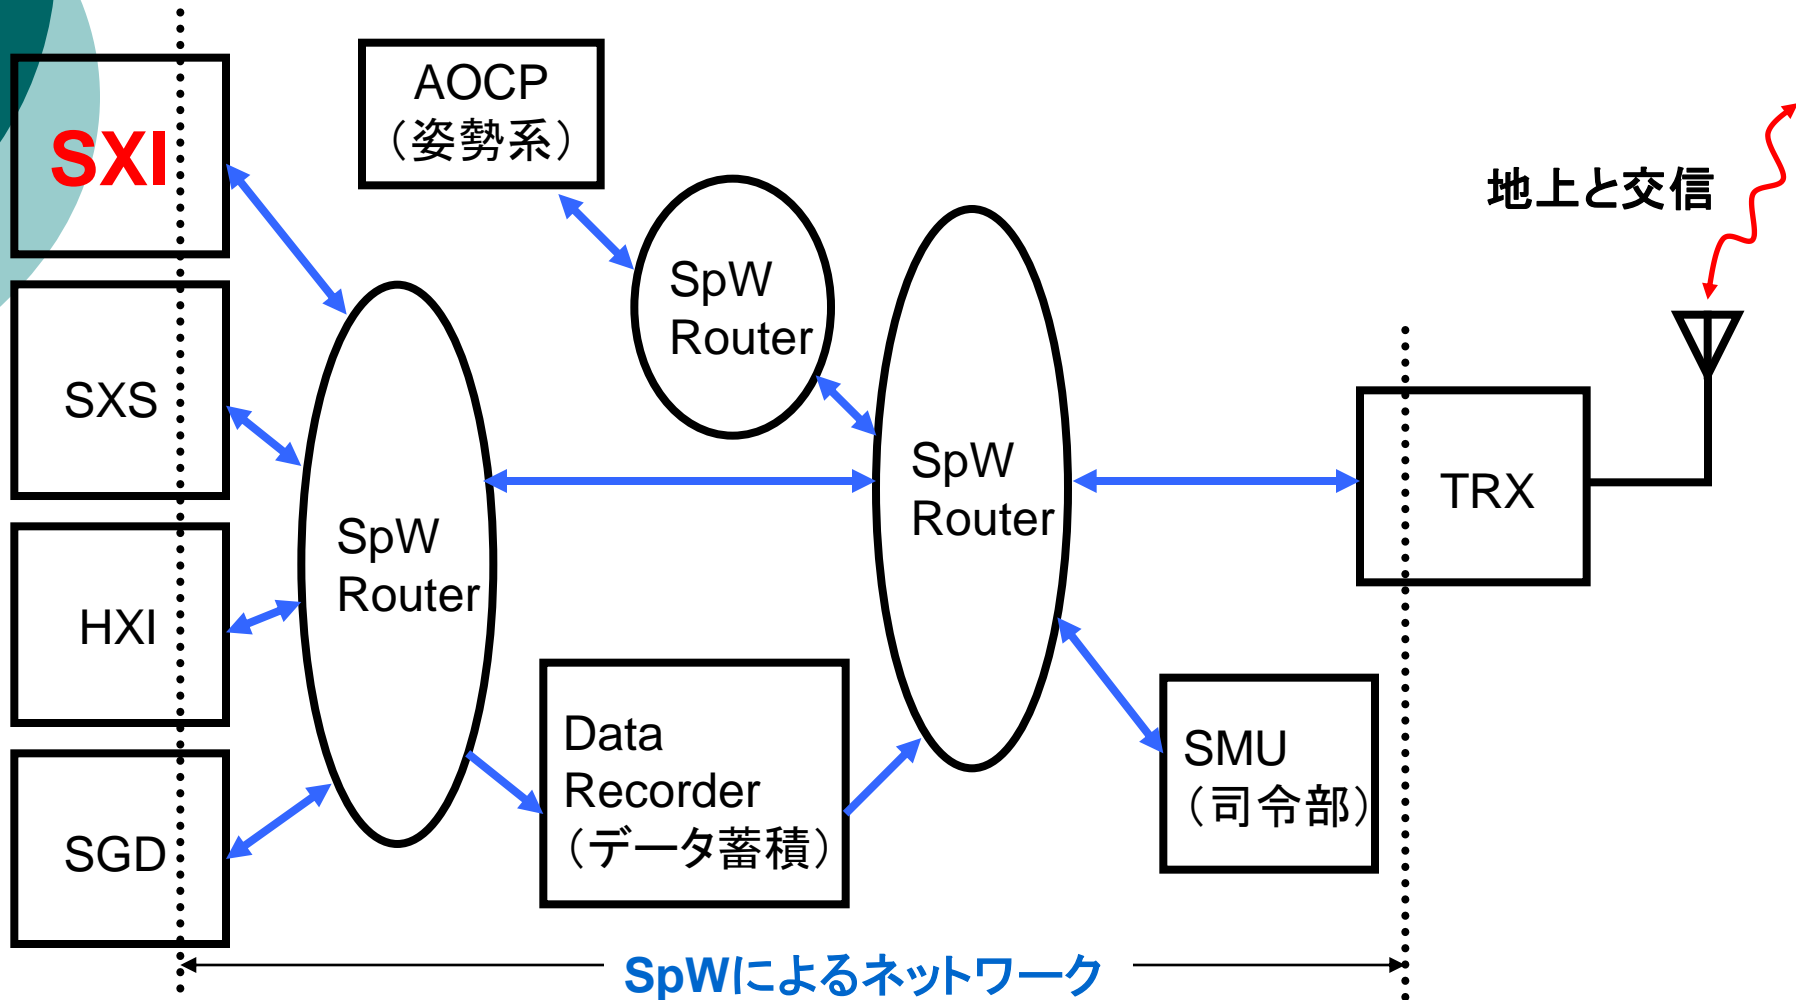 SXI
AOCP
（姿勢系）
地上と交信
SpW
Router
SXS
SpW
Router
TRX
SpW
Router
HXI
Data
Recorder
（データ蓄積）
SMU
（司令部）
SGD
SpWによるネットワーク